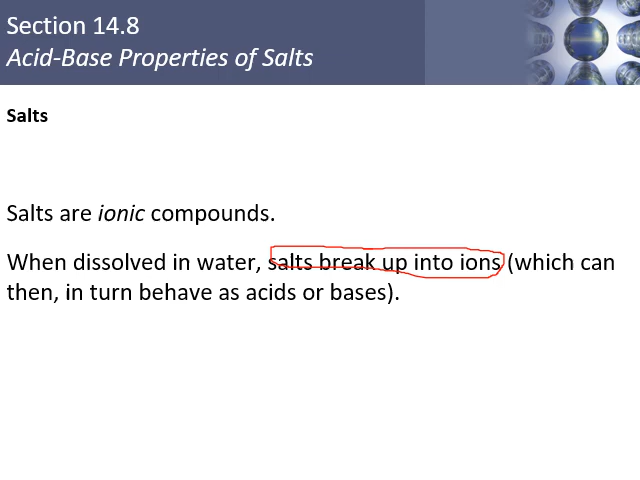 Section 14.8
Acid-Base Properties of Salts
Salts
Salts are ionic compounds.
When dissolved in water, salts break up into ions (which can
then, in turn behave as acids or bases).